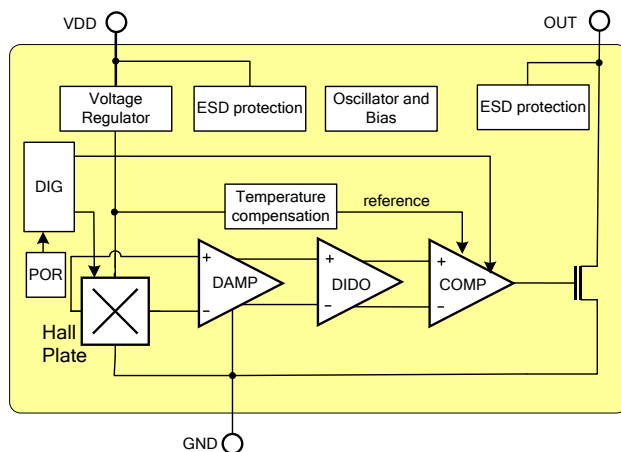 VDD
OUT
Voltage
Regulator
ESD protection
Oscillator and
Bias
ESD protection
DIG
Temperature
compensation
reference
POR
+
DAMP
−
+
DIDO
−
+
COMP
−
Hall
Plate
GND